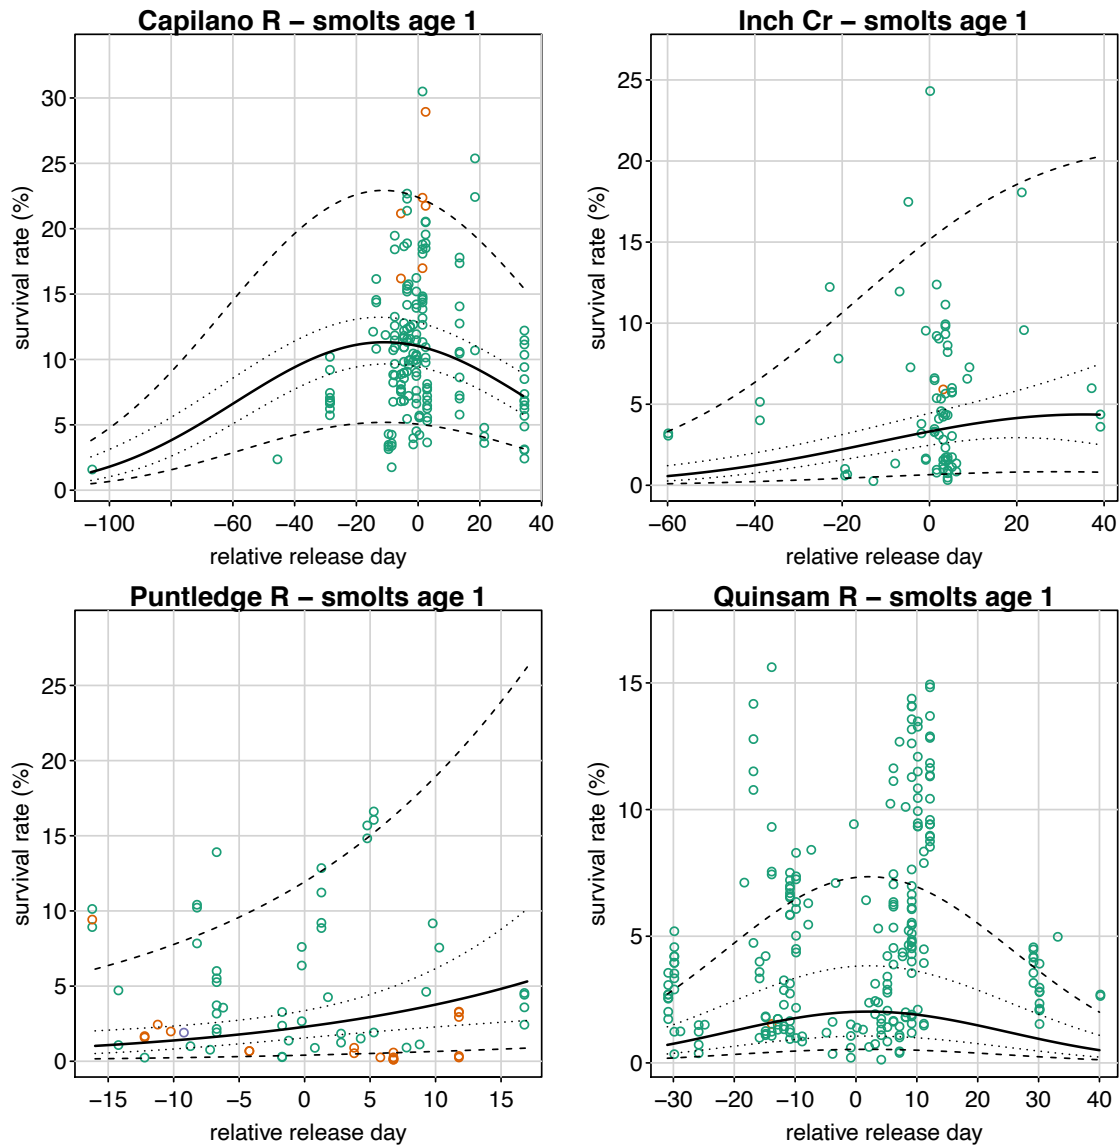 Capilano R – smolts age 1
30
25
20
15
10
5
0
survival rate (%)
−100 −60 −40 −20 0 20 40
relative release day
Inch Cr – smolts age 1
25
20
15
10
5
0
survival rate (%)
−60 −40 −20 0 20 40
relative release day
Puntledge R – smolts age 1
25
20
15
10
5
0
survival rate (%)
−15 −10 −5 0 5 10 15
relative release day
Quinsam R – smolts age 1
15
10
5
0
survival rate (%)
−30 −20 −10 0 10 20 30 40
relative release day